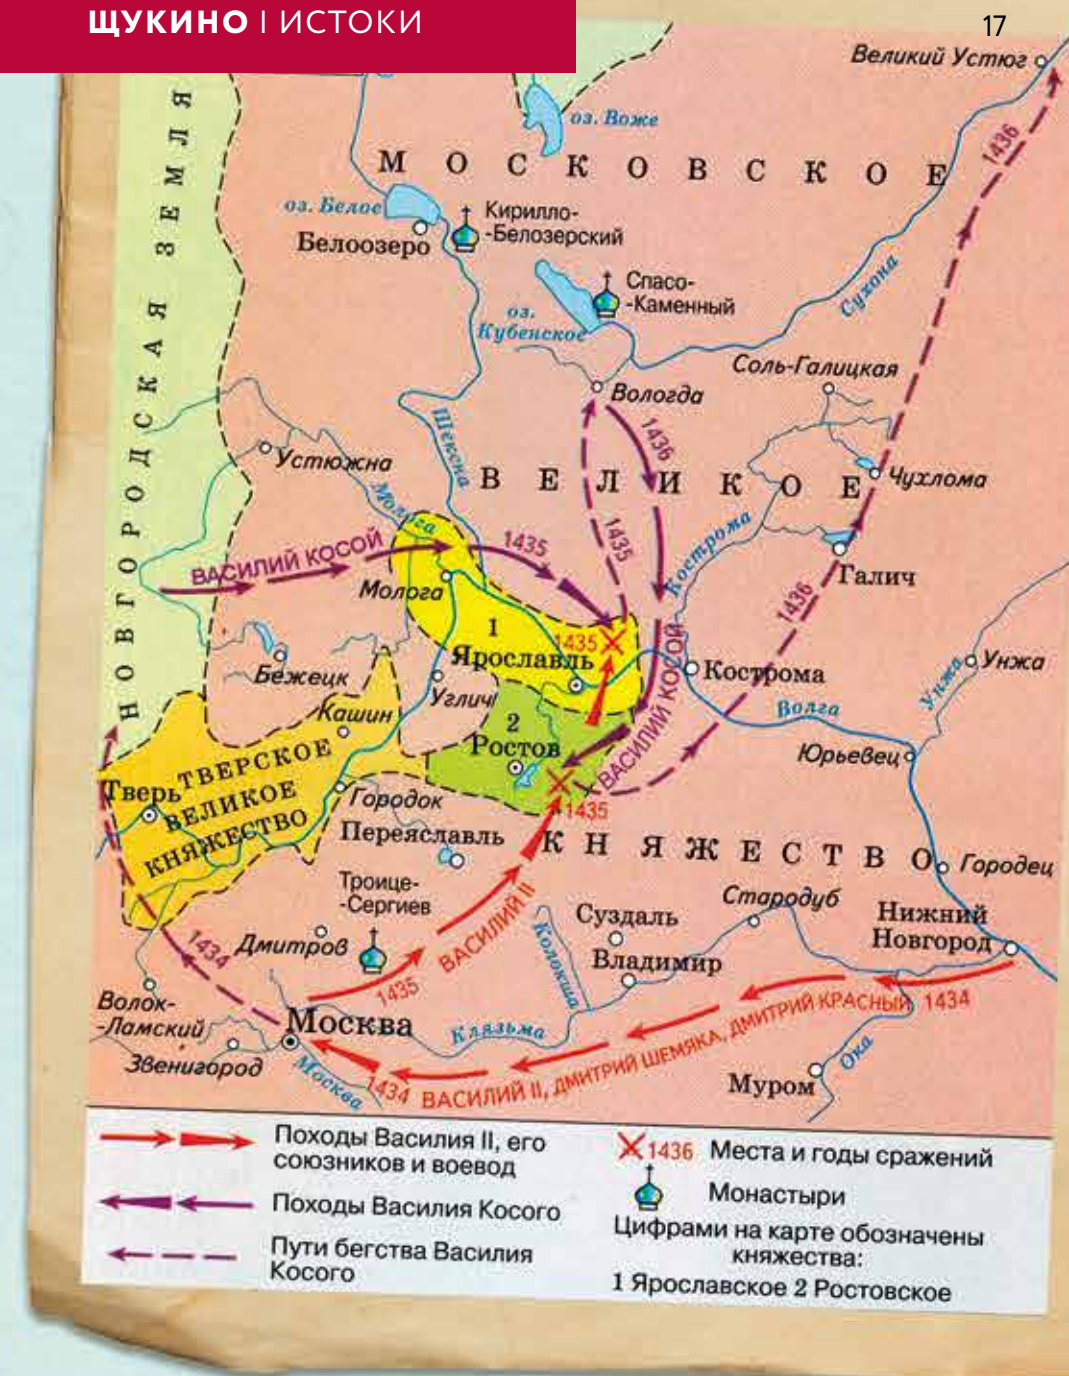 ЩУКИНО | ИСТОКИ
17
Великий Устюг
оз. Воже
1436
МОСКОВСКОЕ
НОВГОРОДСКАЯ ЗЕМЛЯ
оз. Белое
Белоозеро
Кирилло-
-Белозерский
Спасо-
-Каменный
оз.
Кубенское
Сухона
Соль-Галицкая
Вологда
Шексна
1436
Устюжна
ВЕЛИКОЕ
Чухлома
Молога
1435
1435
Кострома
ВАСИЛИЙ КОСОЙ
Галич
Молога
1436
1
Ярославль
1435
ВАСИЛИЙ КОСОЙ
Кострома
Унжа
Унжа
Бежецк
Углич
Волга
Кашин
2
Ростов
Юрьевец
Тверь
ТВЕРСКОЕ
ВЕЛИКОЕ
КНЯЖЕСТВО
Городок
1435
Переяславль
КНЯЖЕСТВО
Городец
Троице-
-Сергиев
Стародуб
Суздаль
Нижний
Новгород
1434
Дмитров
ВАСИЛИЙ II
1435
Колокша
Владимир
Волок-
-Ламский
Москва
Клязьма
Звенигород
Москва
1434 ВАСИЛИЙ II, ДМИТРИЙ ШЕМЯКА, ДМИТРИЙ КРАСНЫЙ 1434
Муром
Ока
Походы Василия II, его
союзников и воевод
Походы Василия Косого
Пути бегства Василия
Косого
1436 Места и годы сражений
Монастыри
Цифрами на карте обозначены
княжества:
1 Ярославское 2 Ростовское